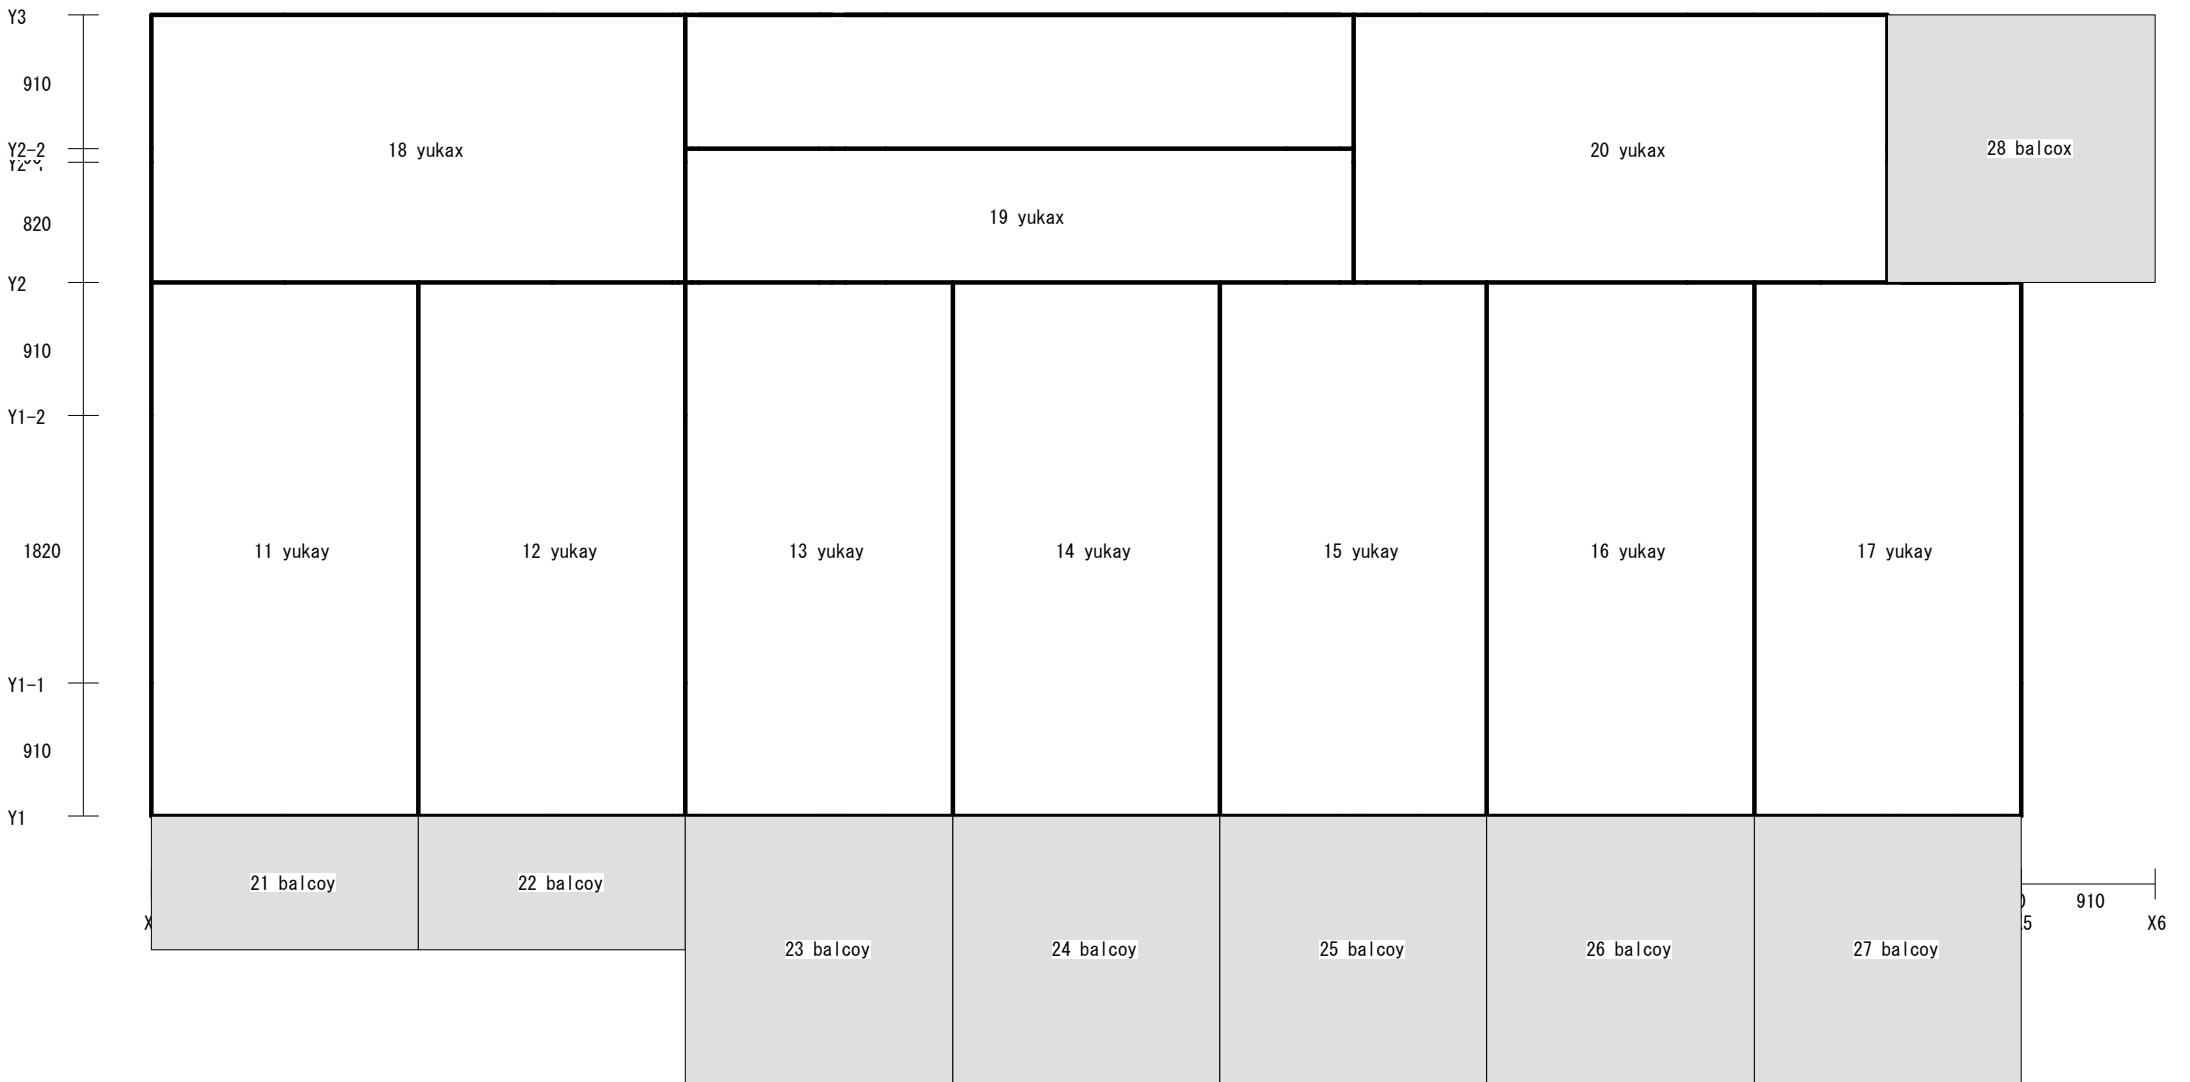 Y3
910
Y2-2
18 yukax
20 yukax
28 balcox
19 yukax
820
Y2
910
Y1-2
1820
11 yukay
12 yukay
13 yukay
14 yukay
15 yukay
16 yukay
17 yukay
Y1-1
910
Y1
21 balcoy
22 balcoy
910
X6
23 balcoy
24 balcoy
25 balcoy
26 balcoy
27 balcoy